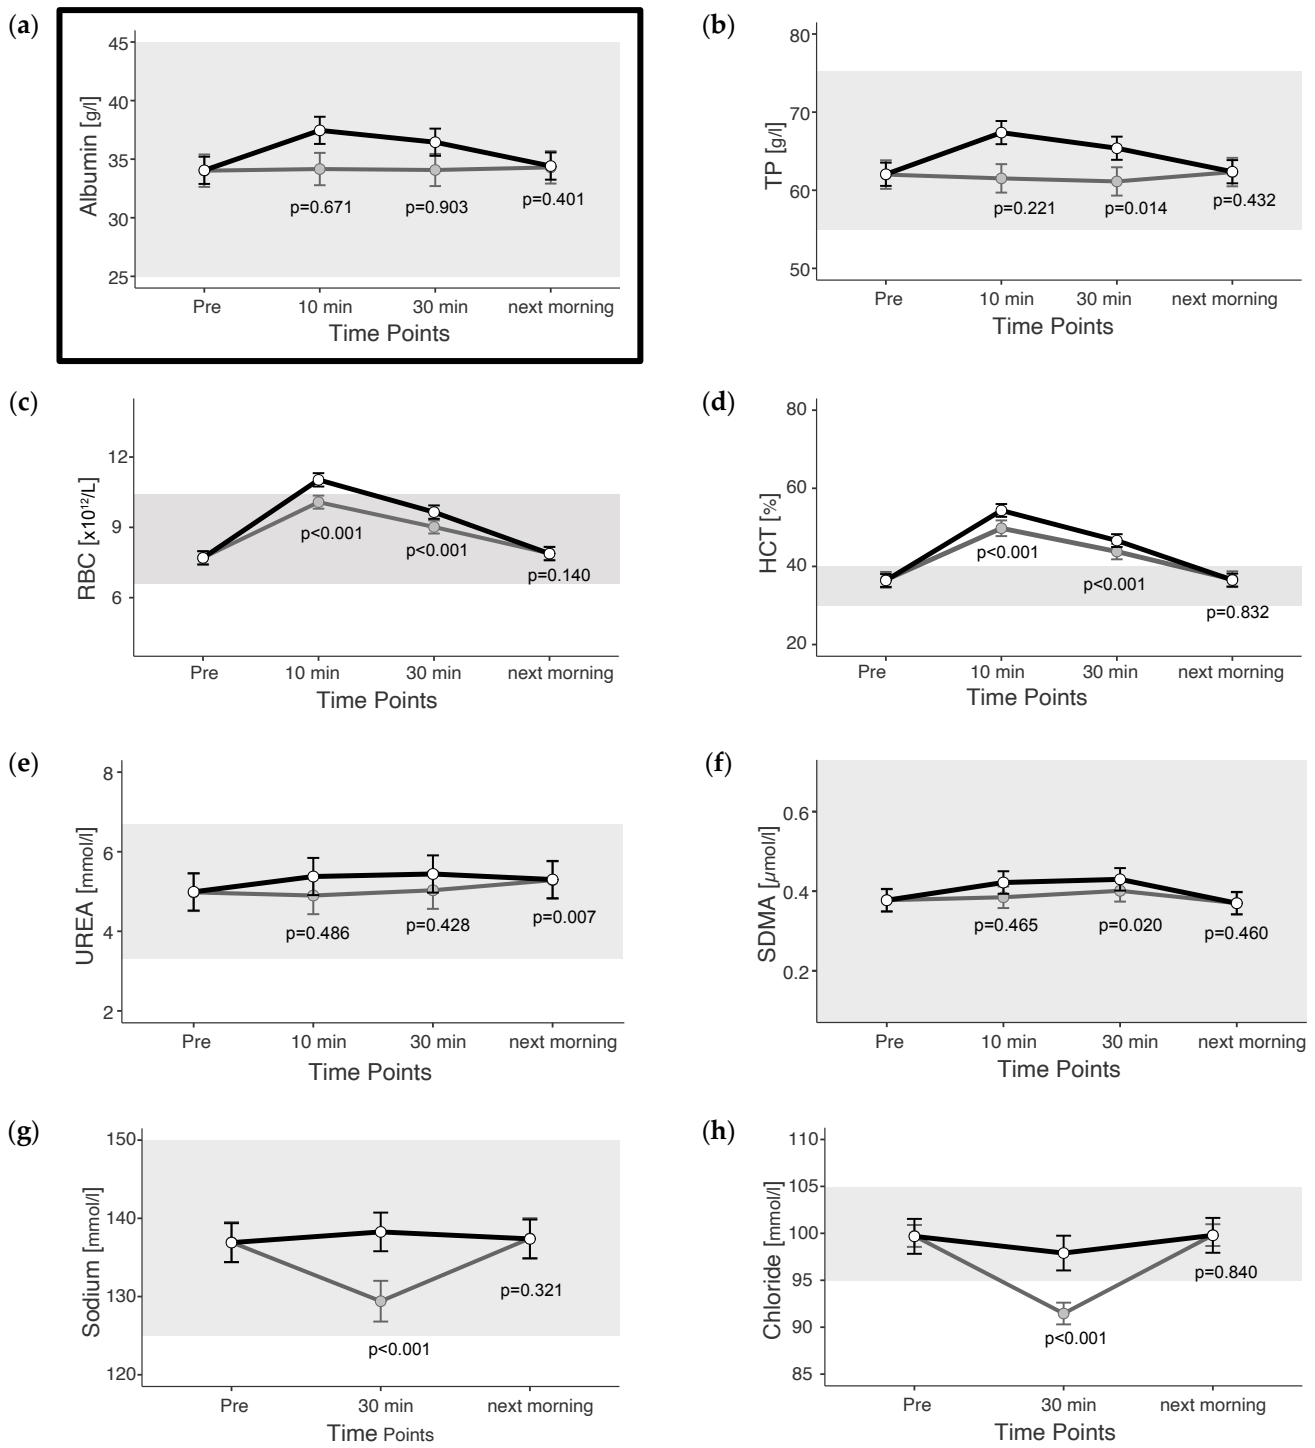 (a)
Albumin [g/l]
45
40
35
30
25
p=0.671
p=0.903
p=0.401
Pre
10 min
30 min
next morning
Time Points
(b)
TP [g/l]
80
70
60
50
p=0.221
p=0.014
p=0.432
Pre
10 min
30 min
next morning
Time Points
(c)
RBC [x10¹²/L]
12
9
6
p<0.001
p<0.001
p=0.140
Pre
10 min
30 min
next morning
Time Points
(d)
HCT [%]
80
60
40
20
p<0.001
p<0.001
p=0.832
Pre
10 min
30 min
next morning
Time Points
(e)
UREA [mmol/l]
8
6
4
2
p=0.486
p=0.428
p=0.007
Pre
10 min
30 min
next morning
Time Points
(f)
SDMA [µmol/l]
0.6
0.4
0.2
p=0.465
p=0.020
p=0.460
Pre
10 min
30 min
next morning
Time Points
(g)
Sodium [mmol/l]
150
140
130
120
p<0.001
p=0.321
Pre
30 min
next morning
Time Points
(h)
Chloride [mmol/l]
110
105
100
95
90
85
p<0.001
p=0.840
Pre
30 min
next morning
Time Points